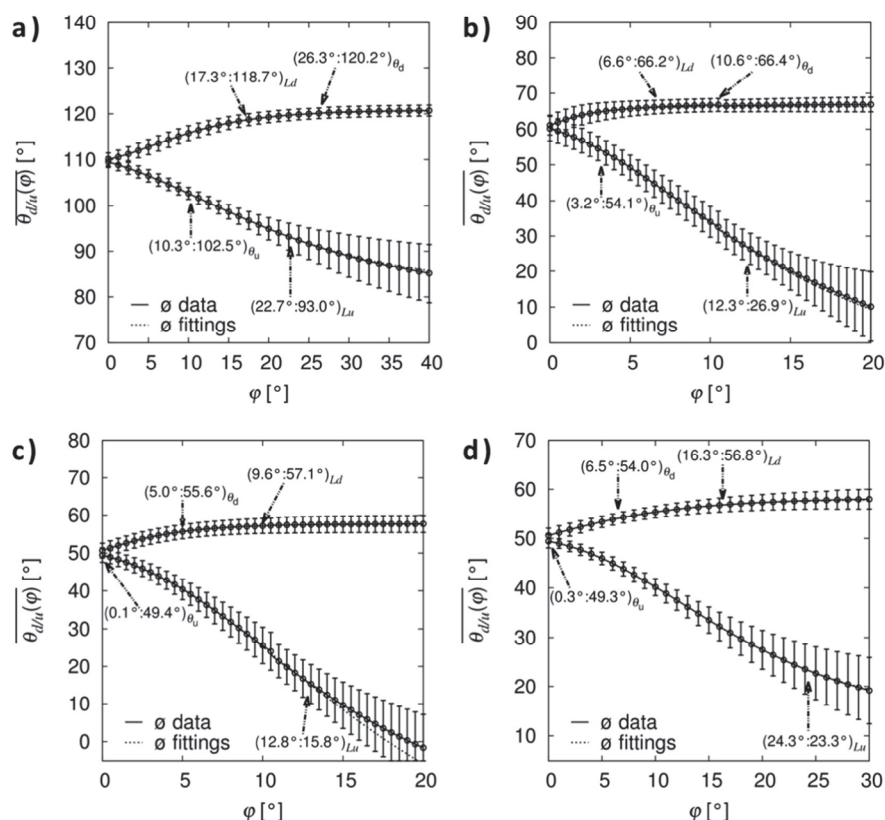 a)
140
130
120
110
100
90
80
70
0 5 10 15 20 25 30 35 40
θd/u(φ) [°]
φ [°]
(26.3°:120.2°)θd
(17.3°:118.7°)Ld
(10.3°:102.5°)θu
(22.7°:93.0°)Lu
ø data
ø fittings
b)
90
80
70
60
50
40
30
20
10
0
0 5 10 15 20
θd/u(φ) [°]
φ [°]
(6.6°:66.2°)Ld
(10.6°:66.4°)θd
(3.2°:54.1°)θu
(12.3°:26.9°)Lu
ø data
ø fittings
c)
80
70
60
50
40
30
20
10
0
0 5 10 15 20
θd/u(φ) [°]
φ [°]
(9.6°:57.1°)Ld
(5.0°:55.6°)θd
(0.1°:49.4°)θu
(12.8°:15.8°)Lu
ø data
ø fittings
d)
70
60
50
40
30
20
10
0 5 10 15 20 25 30
θd/u(φ) [°]
φ [°]
(16.3°:56.8°)Ld
(6.5°:54.0°)θd
(0.3°:49.3°)θu
(24.3°:23.3°)Lu
ø data
ø fittings